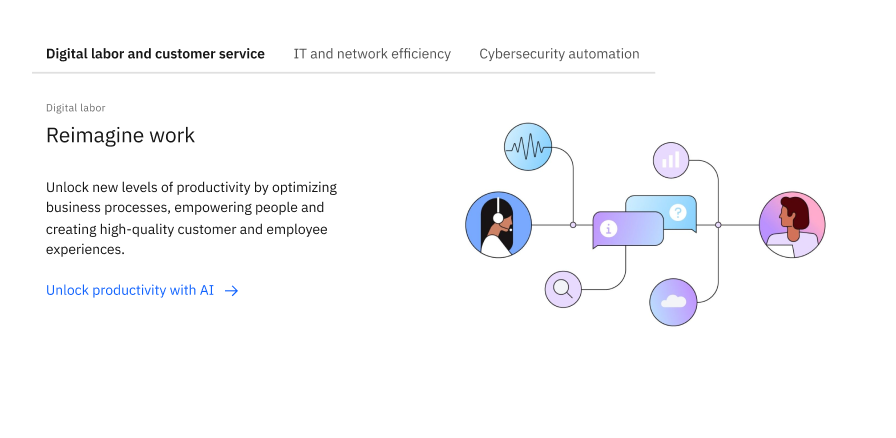 Digital labor and customer service
IT and network efficiency
Cybersecurity automation
Digital labor
Reimagine work
Unlock new levels of productivity by optimizing
business processes, empowering people and
creating high-quality customer and employee
experiences.
Unlock productivity with AI →
i
?